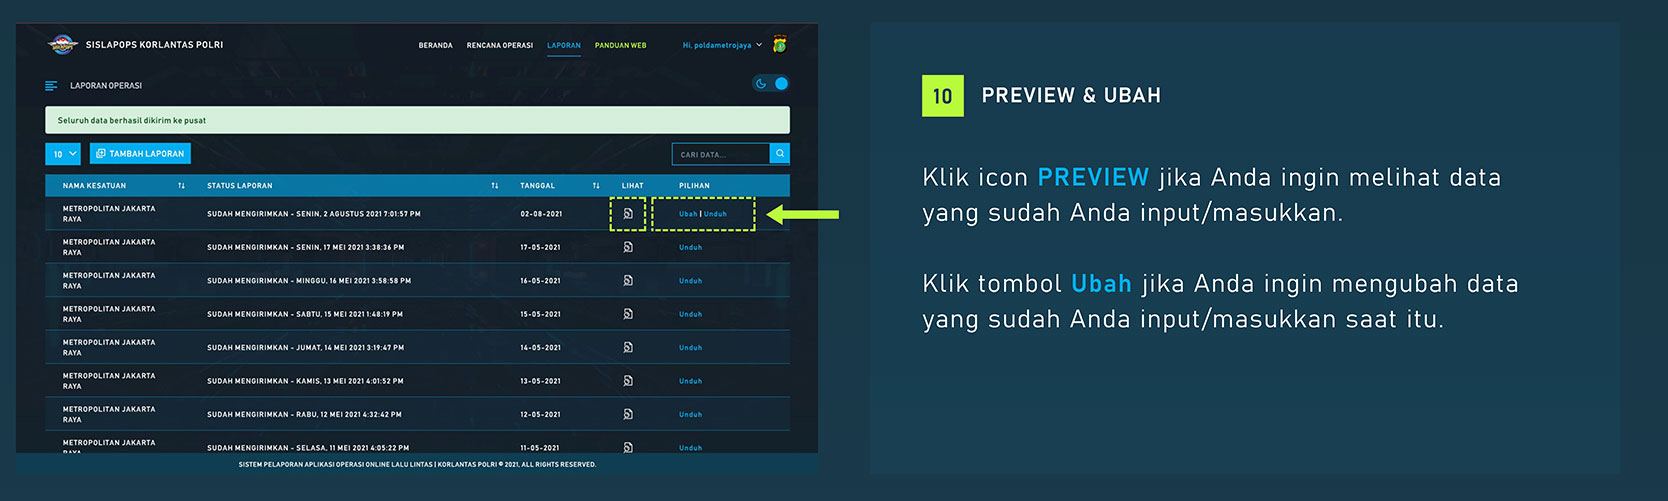 SISLAPOPS KORLANTAS POLRI
BERANDA RENCANA OPERASI LAPORAN PANDUAN WEB Hi, poldametrojaya
LAPORAN OPERASI
Seluruh data berhasil dikirim ke pusat
10 TAMBAH LAPORAN CARI DATA...
NAMA KESATUAN STATUS LAPORAN TANGGAL LIHAT PILIHAN
METROPOLITAN JAKARTA
RAYA
SUDAH MENGIRIMKAN - SENIN, 2 AGUSTUS 2021 7:01:57 PM 02-08-2021 Ubah | Unduh
METROPOLITAN JAKARTA
RAYA
SUDAH MENGIRIMKAN - SENIN, 17 MEI 2021 3:38:36 PM 17-05-2021 Unduh
METROPOLITAN JAKARTA
RAYA
SUDAH MENGIRIMKAN - MINGGU, 16 MEI 2021 3:58:58 PM 16-05-2021 Unduh
METROPOLITAN JAKARTA
RAYA
SUDAH MENGIRIMKAN - SABTU, 15 MEI 2021 1:48:19 PM 15-05-2021 Unduh
METROPOLITAN JAKARTA
RAYA
SUDAH MENGIRIMKAN - JUMAT, 14 MEI 2021 3:19:47 PM 14-05-2021 Unduh
METROPOLITAN JAKARTA
RAYA
SUDAH MENGIRIMKAN - KAMIS, 13 MEI 2021 4:01:52 PM 13-05-2021 Unduh
METROPOLITAN JAKARTA
RAYA
SUDAH MENGIRIMKAN - RABU, 12 MEI 2021 4:32:42 PM 12-05-2021 Unduh
METROPOLITAN JAKARTA
RAYA
SUDAH MENGIRIMKAN - SELASA, 11 MEI 2021 4:05:22 PM 11-05-2021 Unduh
SISTEM PELAPORAN APLIKASI OPERASI ONLINE LALU LINTAS | KORLANTAS POLRI © 2021, ALL RIGHTS RESERVED.
10 PREVIEW & UBAH
Klik icon PREVIEW jika Anda ingin melihat data
yang sudah Anda input/masukkan.
Klik tombol Ubah jika Anda ingin mengubah data
yang sudah Anda input/masukkan saat itu.